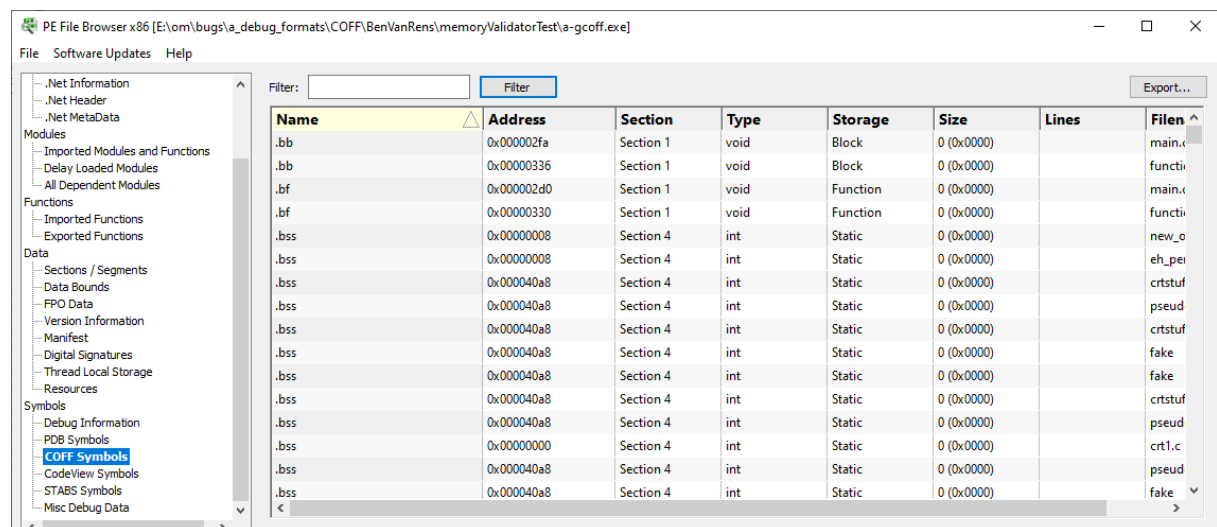 PE File Browser x86 [E:\om\bugs\a_debug_formats\COFF\BenVanRens\memoryValidatorTest\a-gcoff.exe]
File Software Updates Help
.Net Information
.Net Header
.Net MetaData
Modules
Imported Modules and Functions
Delay Loaded Modules
All Dependent Modules
Functions
Imported Functions
Exported Functions
Data
Sections / Segments
Data Bounds
FPO Data
Version Information
Manifest
Digital Signatures
Thread Local Storage
Resources
Symbols
Debug Information
PDB Symbols
COFF Symbols
CodeView Symbols
STABS Symbols
Misc Debug Data
Filter: Filter Export...
Name Address Section Type Storage Size Lines Filen
.bb 0x000002fa Section 1 void Block 0 (0x0000) main.c
.bb 0x00000336 Section 1 void Block 0 (0x0000) functi
.bf 0x000002d0 Section 1 void Function 0 (0x0000) main.c
.bf 0x00000330 Section 1 void Function 0 (0x0000) functi
.bss 0x00000008 Section 4 int Static 0 (0x0000) new_o
.bss 0x00000008 Section 4 int Static 0 (0x0000) eh_per
.bss 0x000040a8 Section 4 int Static 0 (0x0000) crtstuf
.bss 0x000040a8 Section 4 int Static 0 (0x0000) pseud
.bss 0x000040a8 Section 4 int Static 0 (0x0000) crtstuf
.bss 0x000040a8 Section 4 int Static 0 (0x0000) fake
.bss 0x000040a8 Section 4 int Static 0 (0x0000) fake
.bss 0x000040a8 Section 4 int Static 0 (0x0000) crtstuf
.bss 0x000040a8 Section 4 int Static 0 (0x0000) pseud
.bss 0x00000000 Section 4 int Static 0 (0x0000) crt1.c
.bss 0x000040a8 Section 4 int Static 0 (0x0000) pseud
.bss 0x000040a8 Section 4 int Static 0 (0x0000) fake